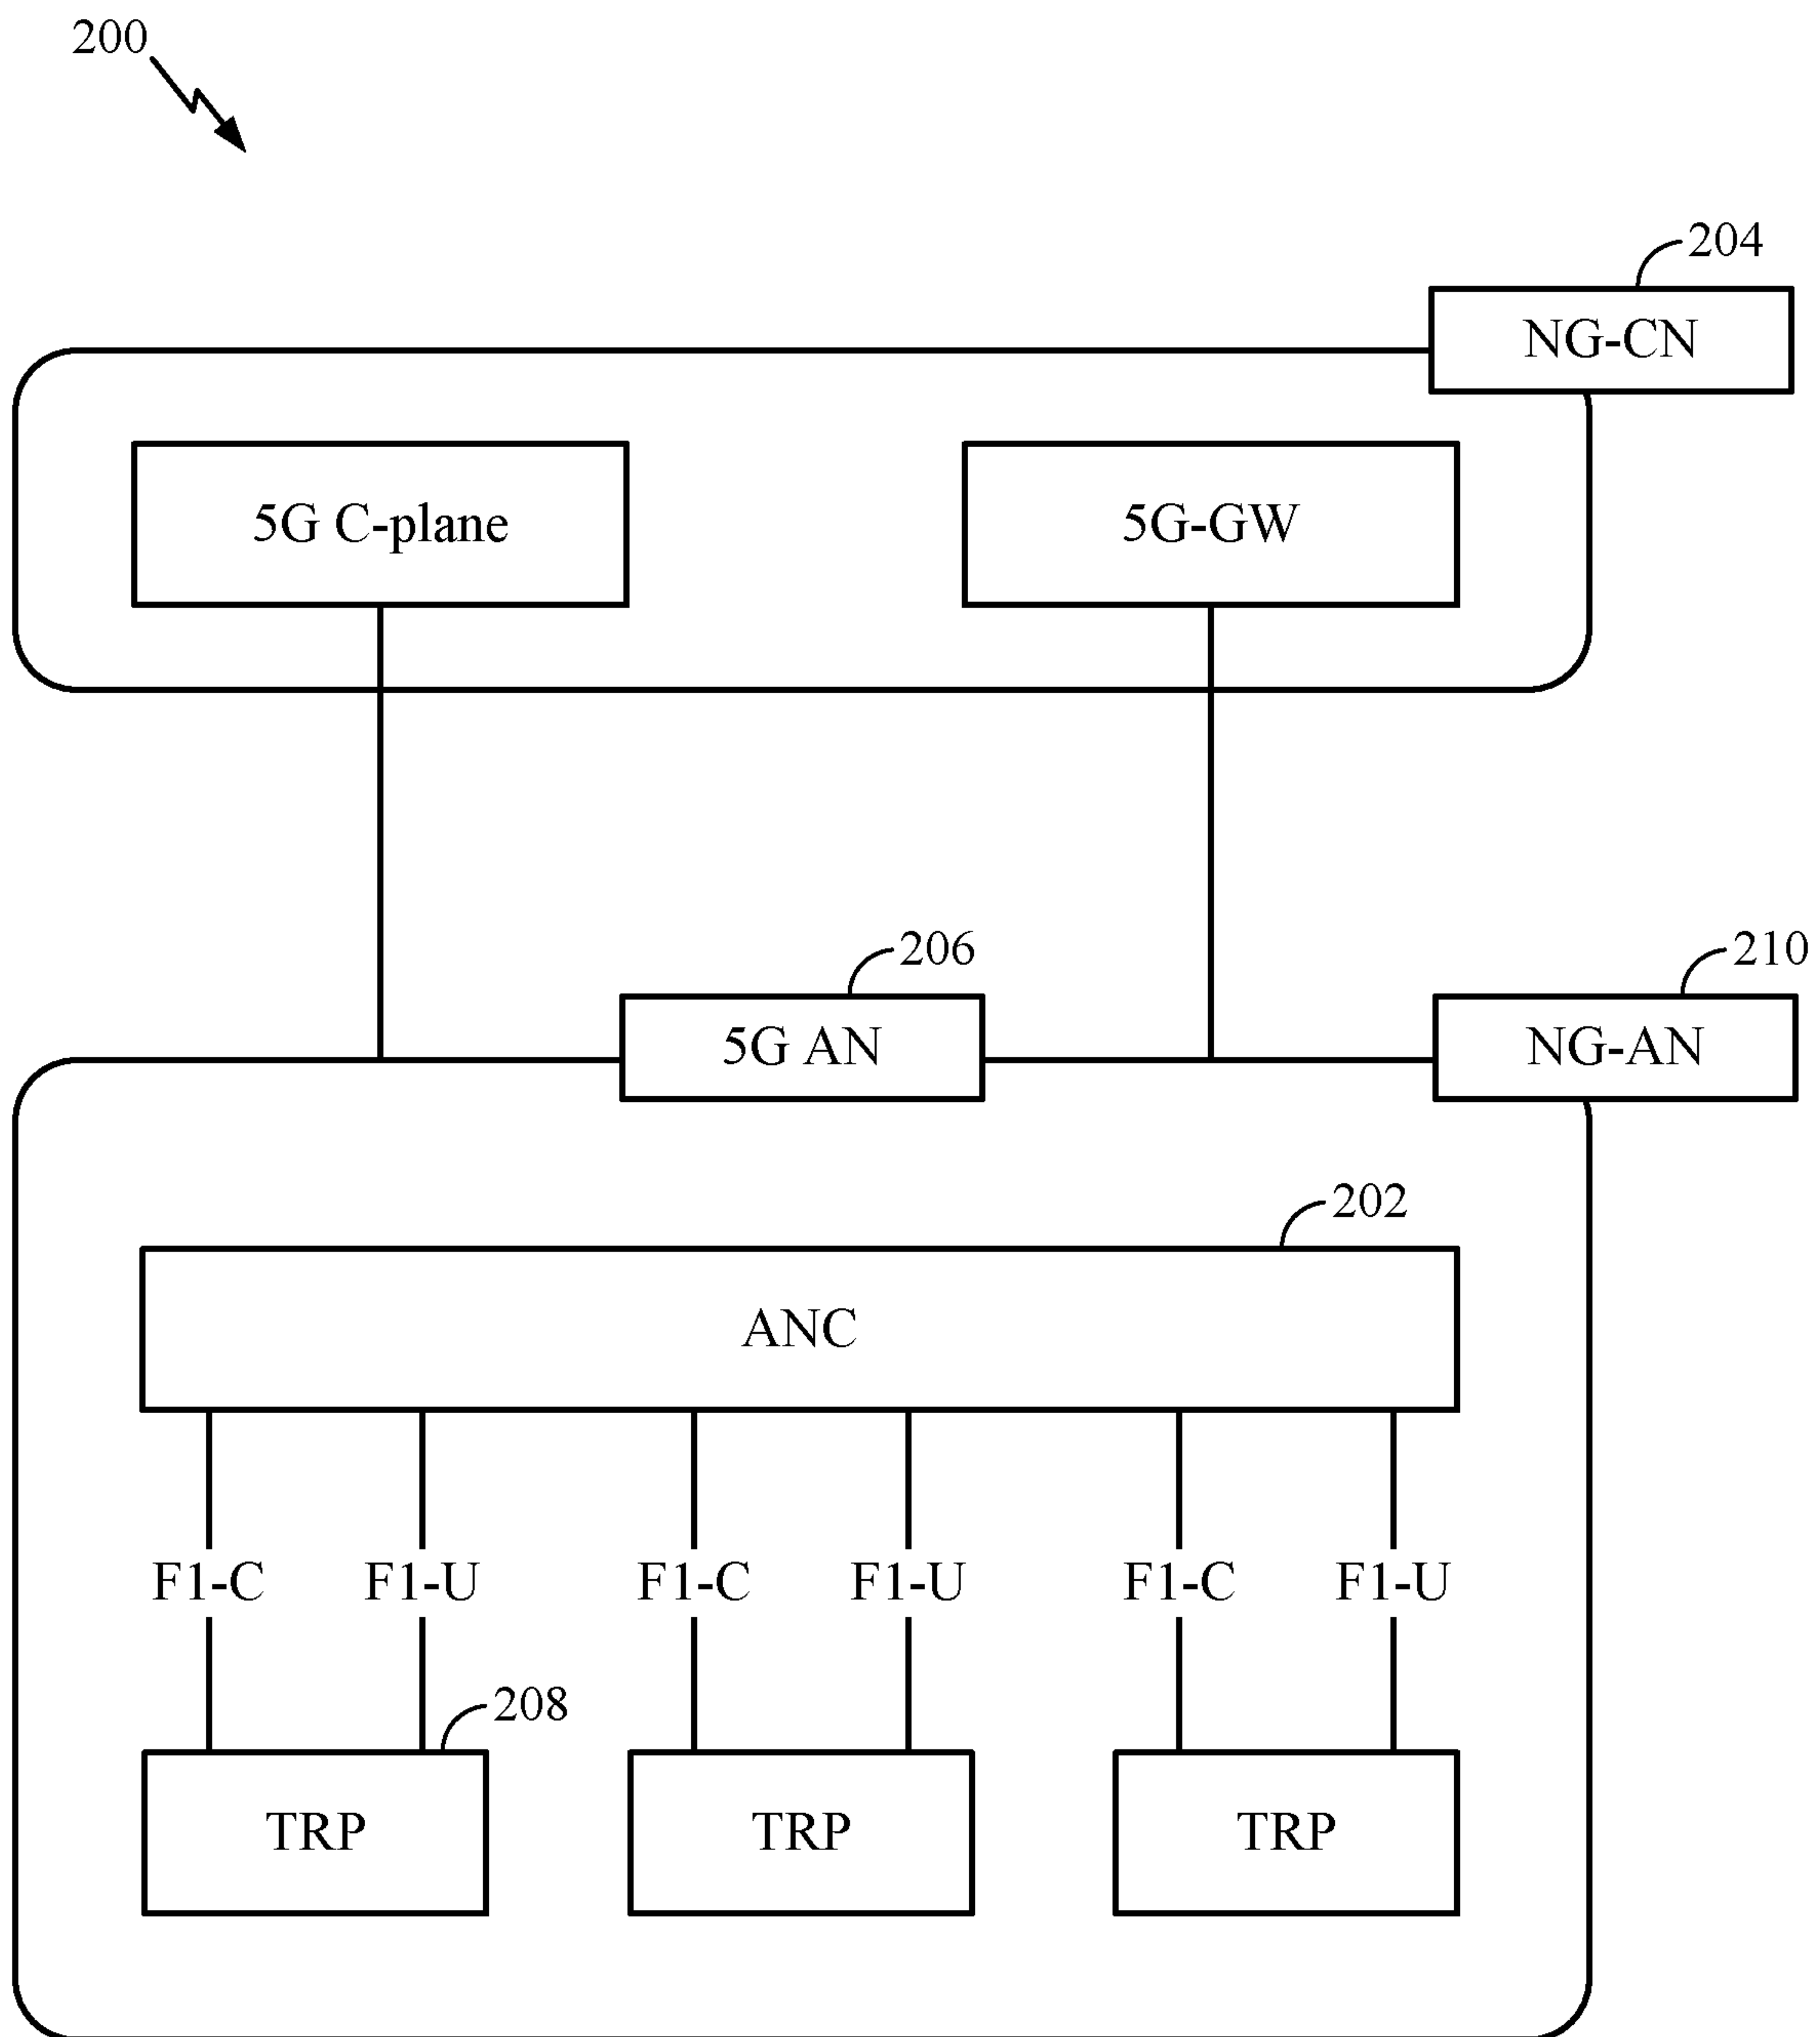 200
204
NG-CN
5G C-plane
5G-GW
206
210
5G AN
NG-AN
202
ANC
F1-C F1-U F1-C F1-U F1-C F1-U
208
TRP TRP TRP